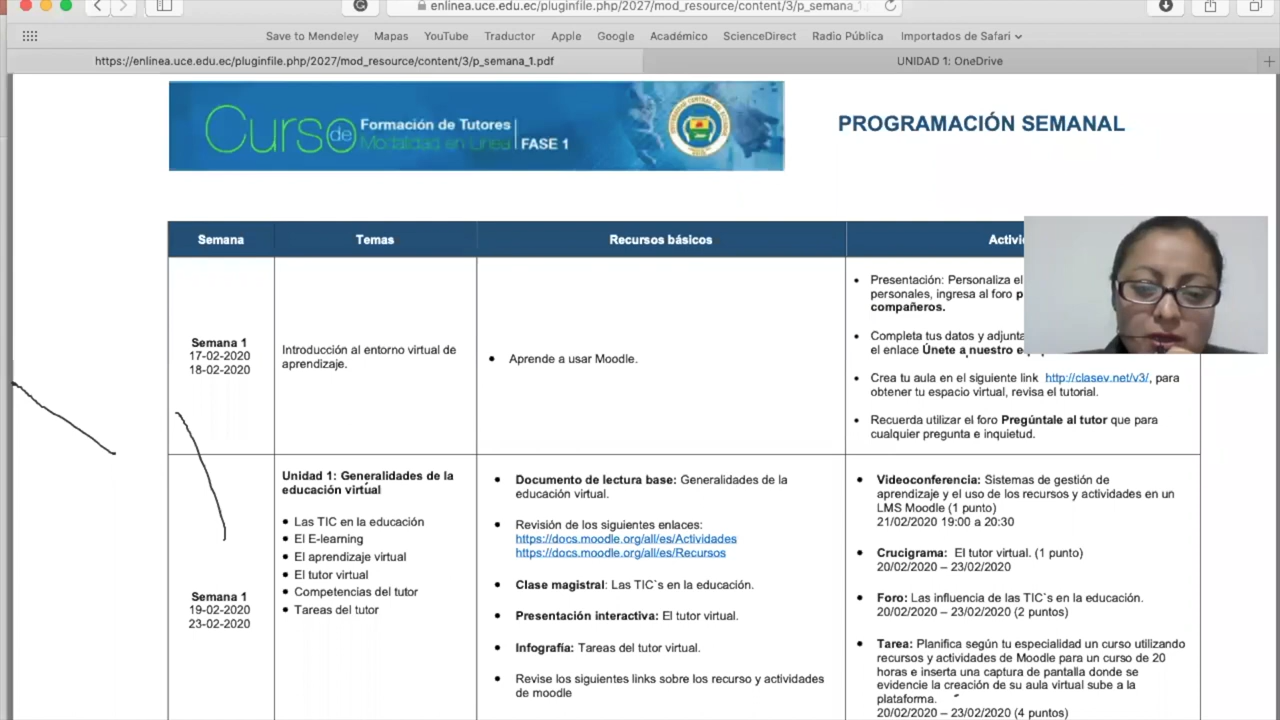 enlinea.uce.edu.ec/pluginfile.php/2027/mod_resource/content/3/p_semana_1.
Save to Mendeley Mapas YouTube Traductor Apple Google Académico ScienceDirect Radio Pública Importados de Safari
https://enlinea.uce.edu.ec/pluginfile.php/2027/mod_resource/content/3/p_semana_1.pdf
UNIDAD 1: OneDrive
Curso de Formación de Tutores
Modalidad en Línea FASE 1
PROGRAMACIÓN SEMANAL
Semana Temas Recursos básicos
Semana 1
17-02-2020
18-02-2020
Introducción al entorno virtual de
aprendizaje.
• Aprende a usar Moodle.
• Presentación: Personaliza el
personales, ingresa al foro
compañeros.
• Completa tus datos y adjunta
el enlace Únete a nuestro
• Crea tu aula en el siguiente link http://clasev.net/v3/, para
obtener tu espacio virtual, revisa el tutorial.
• Recuerda utilizar el foro Pregúntale al tutor que para
cualquier pregunta e inquietud.
Semana 1
19-02-2020
23-02-2020
Unidad 1: Generalidades de la
educación virtual
• Las TIC en la educación
• El E-learning
• El aprendizaje virtual
• El tutor virtual
• Competencias del tutor
• Tareas del tutor
• Documento de lectura base: Generalidades de la
educación virtual.
• Revisión de los siguientes enlaces:
https://docs.moodle.org/all/es/Actividades
https://docs.moodle.org/all/es/Recursos
• Clase magistral: Las TIC`s en la educación.
• Presentación interactiva: El tutor virtual.
• Infografía: Tareas del tutor virtual.
• Revise los siguientes links sobre los recurso y actividades
de moodle
• Videoconferencia: Sistemas de gestión de
aprendizaje y el uso de los recursos y actividades en un
LMS Moodle (1 punto)
21/02/2020 19:00 a 20:30
• Crucigrama: El tutor virtual. (1 punto)
20/02/2020 – 23/02/2020
• Foro: Las influencia de las TIC`s en la educación.
20/02/2020 – 23/02/2020 (2 puntos)
• Tarea: Planifica según tu especialidad un curso utilizando
recursos y actividades de Moodle para un curso de 20
horas e inserta una captura de pantalla donde se
evidencie la creación de su aula virtual sube a la
plataforma.
20/02/2020 – 23/02/2020 (4 puntos)